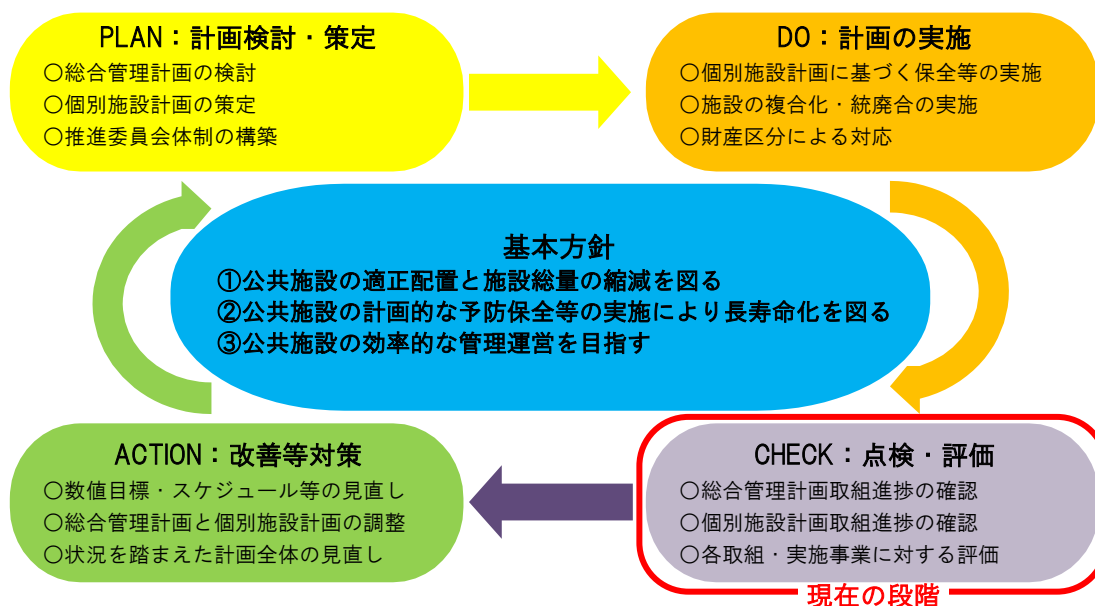 PLAN：計画検討・策定
○総合管理計画の検討
○個別施設計画の策定
○推進委員会体制の構築
DO：計画の実施
○個別施設計画に基づく保全等の実施
○施設の複合化・統廃合の実施
○財産区分による対応
基本方針
①公共施設の適正配置と施設総量の縮減を図る
②公共施設の計画的な予防保全等の実施により長寿命化を図る
③公共施設の効率的な管理運営を目指す
ACTION：改善等対策
○数値目標・スケジュール等の見直し
○総合管理計画と個別施設計画の調整
○状況を踏まえた計画全体の見直し
CHECK：点検・評価
○総合管理計画取組進捗の確認
○個別施設計画取組進捗の確認
○各取組・実施事業に対する評価
現在の段階